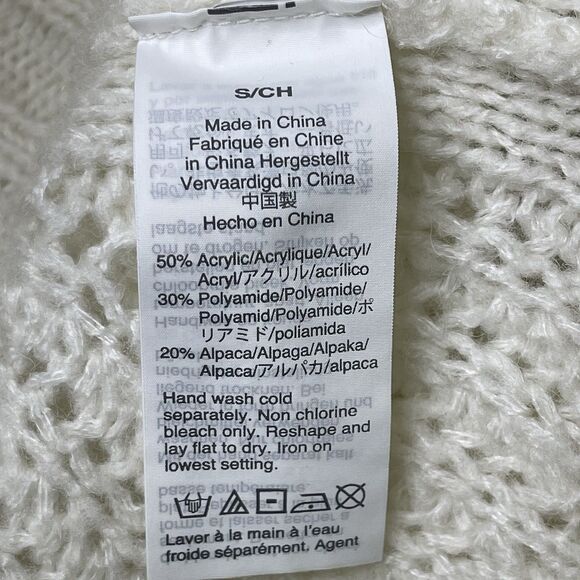 S/CH
Made in China
Fabriqué en Chine
in China Hergestellt
Vervaardigd in China
中国製
Hecho en China
50% Acrylic/Acrylique/Acryl/
Acryl/アクリル/acrílico
30% Polyamide/Polyamide/
Polyamid/Polyamide/ポ
リアミド/poliamida
20% Alpaca/Alpaga/Alpaka/
Alpaca/アルパカ/alpaca
Hand wash cold
separately. Non chlorine
bleach only. Reshape and
lay flat to dry. Iron on
lowest setting.
Laver à la main à l'eau
froide séparément. Agent